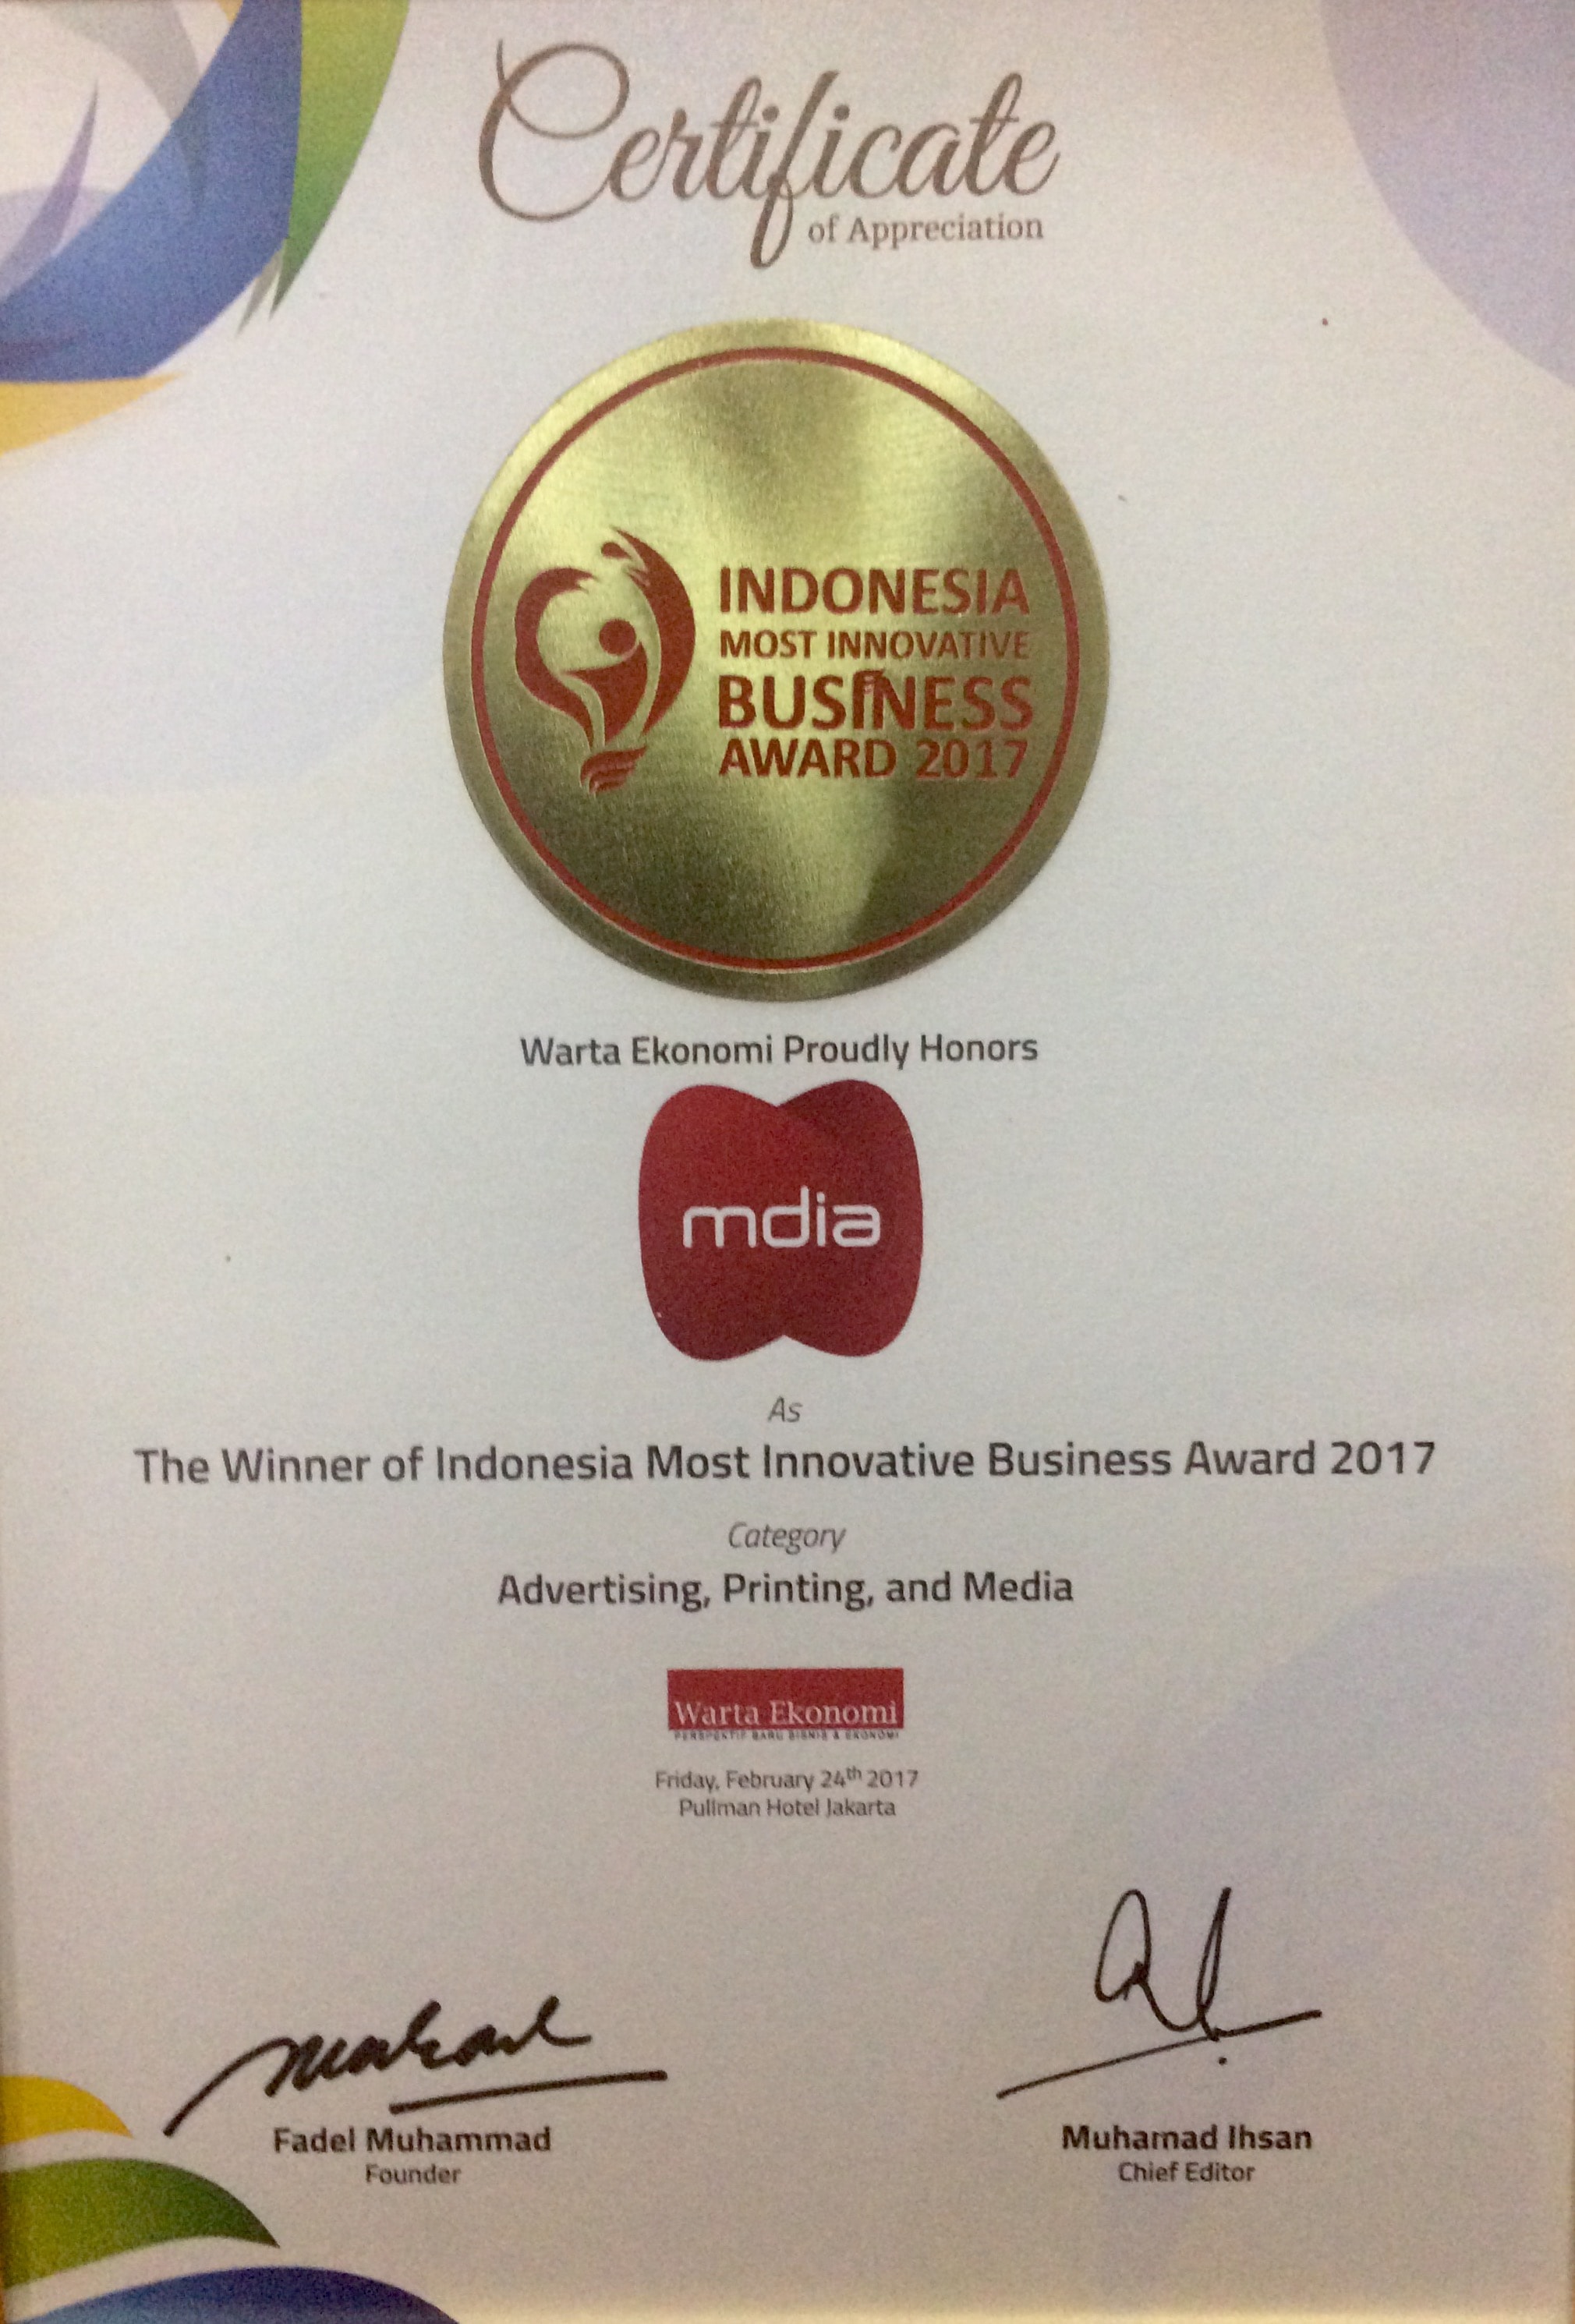 Certificate
of Appreciation
INDONESIA
MOST INNOVATIVE
BUSINESS
AWARD 2017
Warta Ekonomi Proudly Honors
mdia
As
The Winner of Indonesia Most Innovative Business Award 2017
Category
Advertising, Printing, and Media
Warta Ekonomi
PERSPEKTIF BARU BISNIS & EKONOMI
Friday, February 24th 2017
Pullman Hotel Jakarta
Fadel Muhammad
Founder
Muhamad Ihsan
Chief Editor